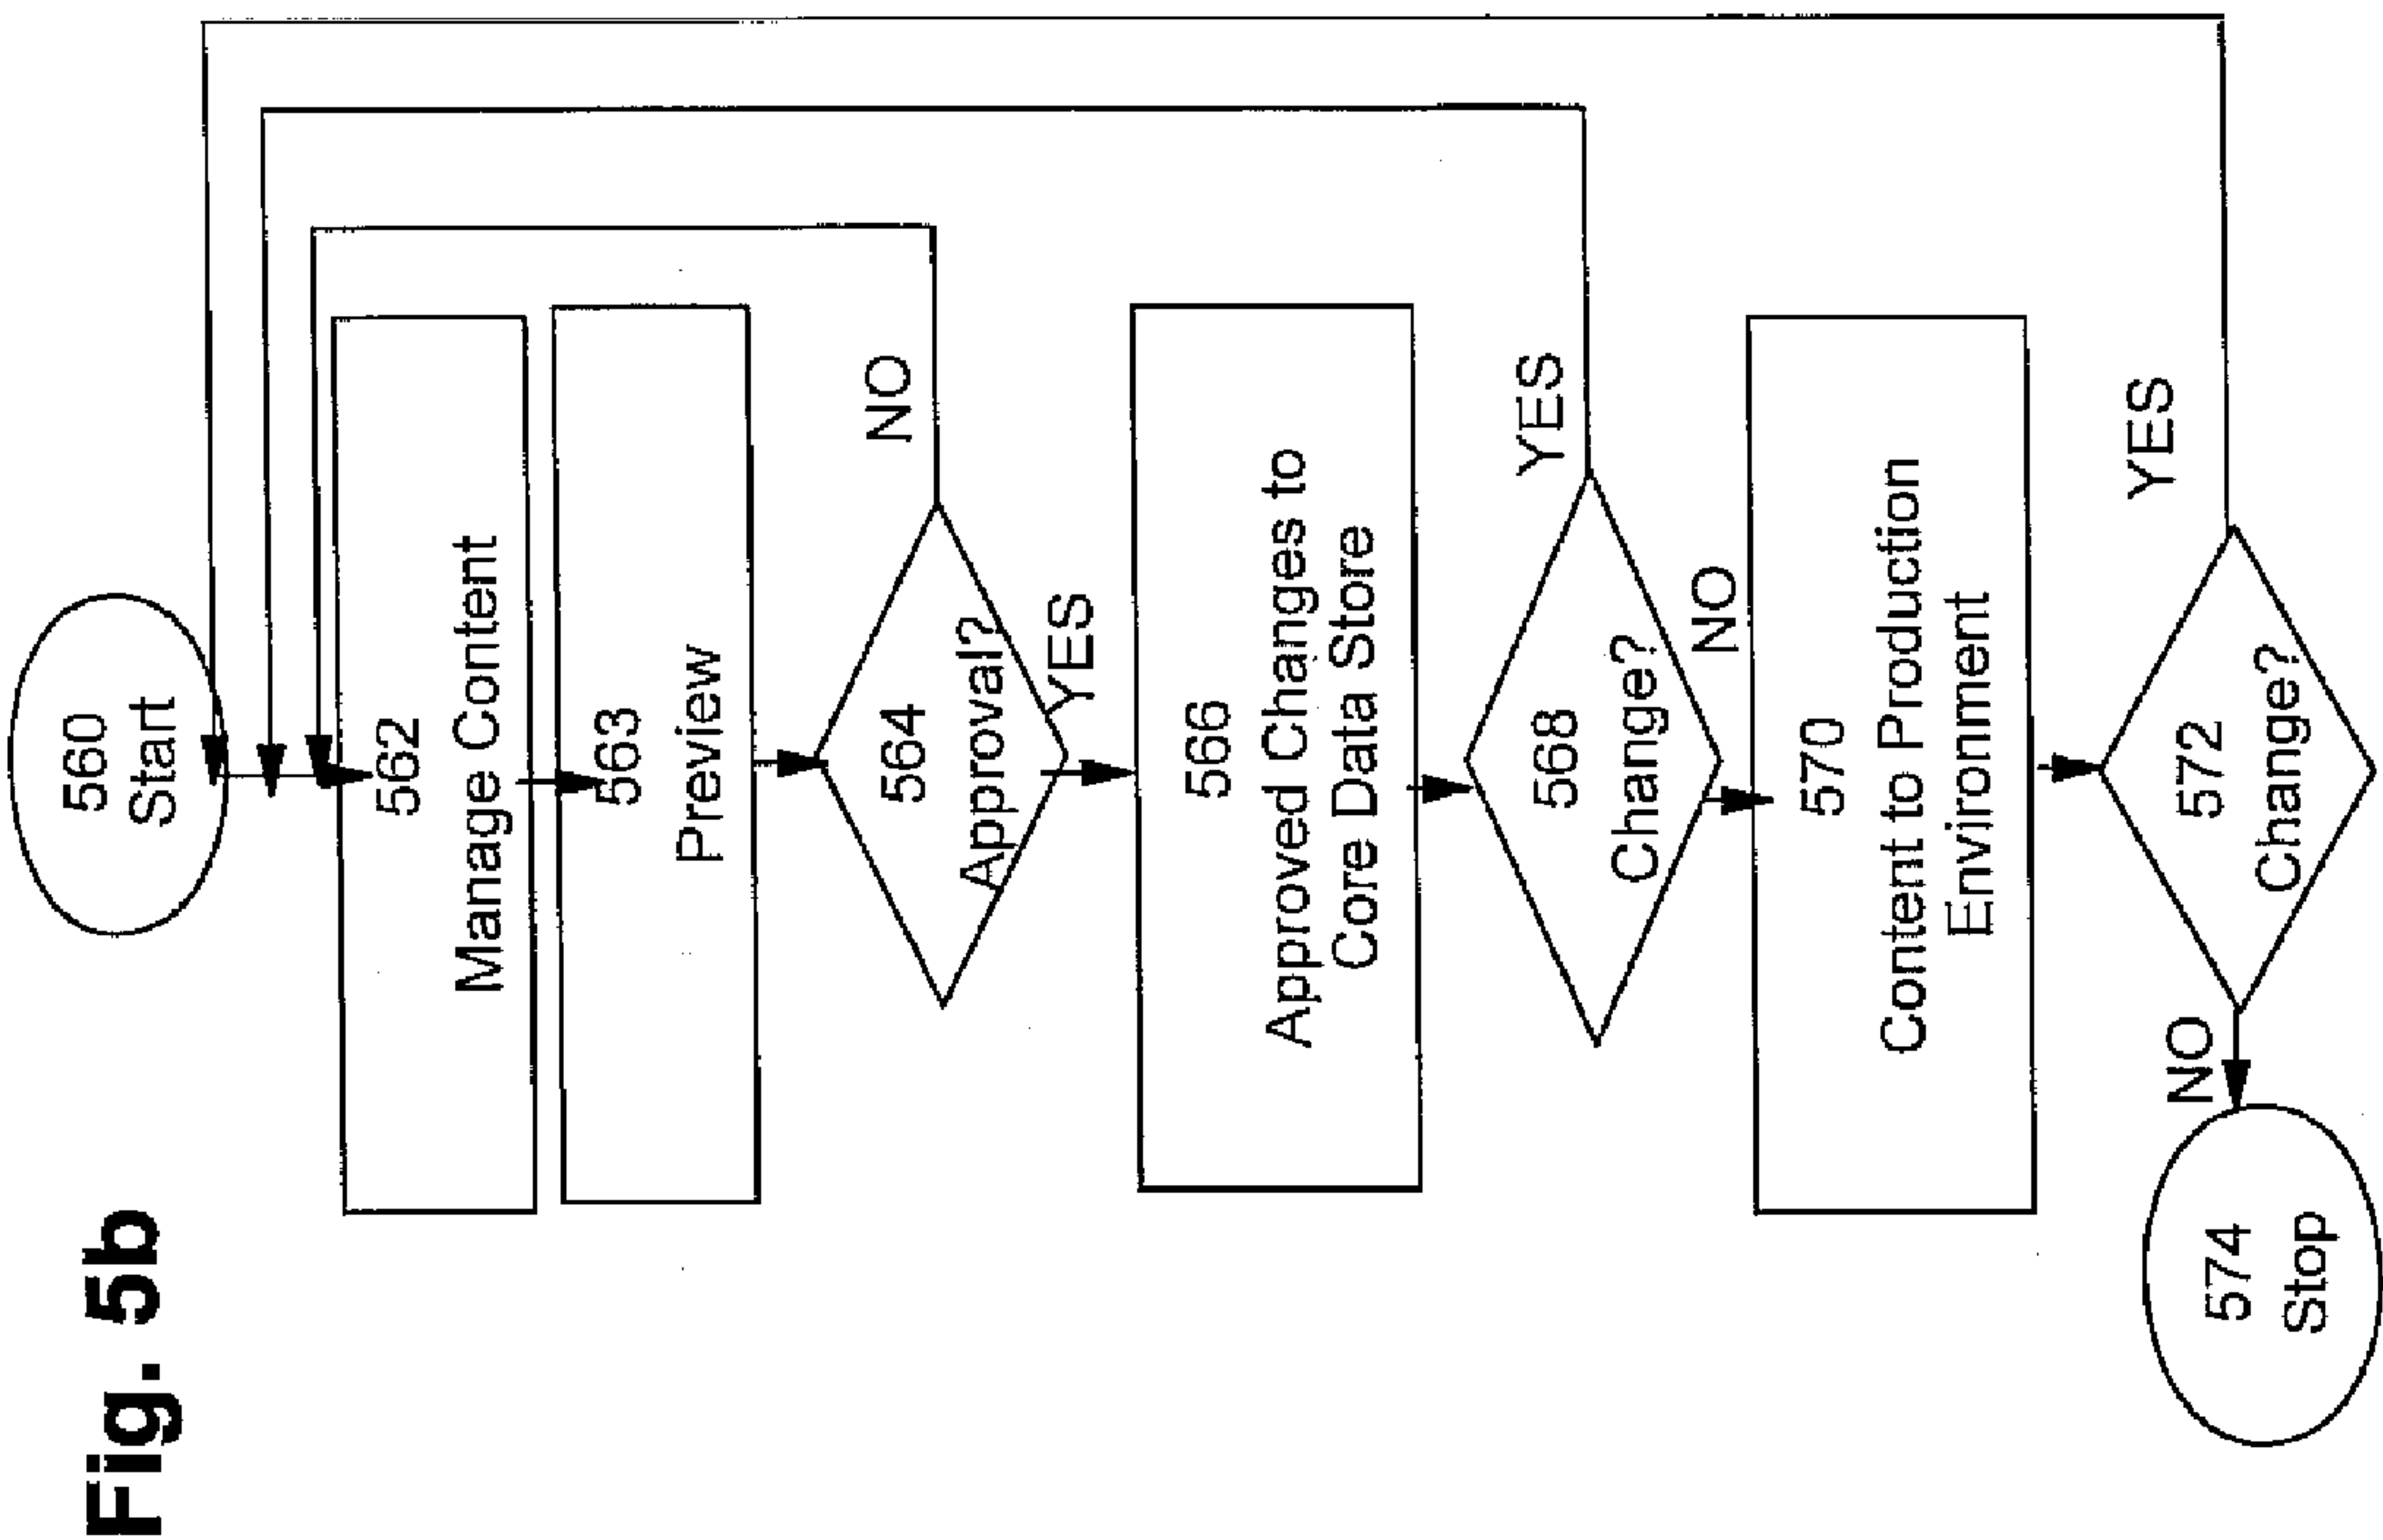 Fig. 5b
560
Start
562
Manage Content
563
Preview
564
Approval?
NO
YES
566
Approved Changes to
Core Data Store
568
Change?
YES
NO
570
Content to Production
Environment
572
Change?
YES
NO
574
Stop